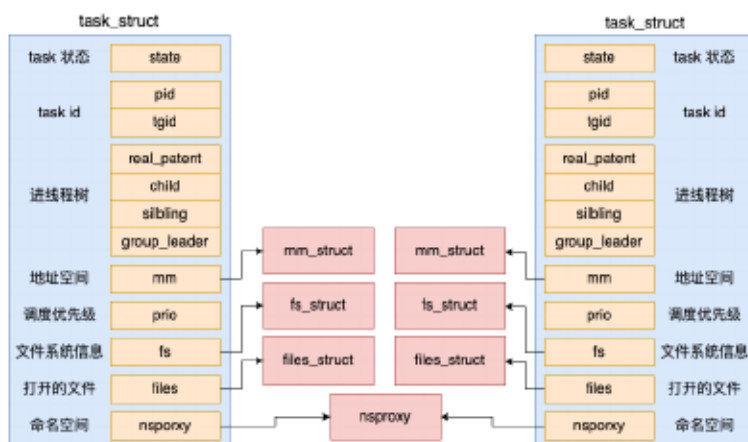 task_struct
task 状态
state
task id
pid
tgid
进线程树
real_patent
child
silbling
group_leader
地址空间
mm
调度优先级
prio
文件系统信息
fs
打开的文件
files
命名空间
nsporxy
mm_struct
fs_struct
files_struct
mm_struct
fs_struct
files_struct
nsproxy
task_struct
state
task 状态
pid
tgid
task id
real_patent
child
silbling
group_leader
进线程树
mm
地址空间
prio
调度优先级
fs
文件系统信息
files
打开的文件
nsporxy
命名空间